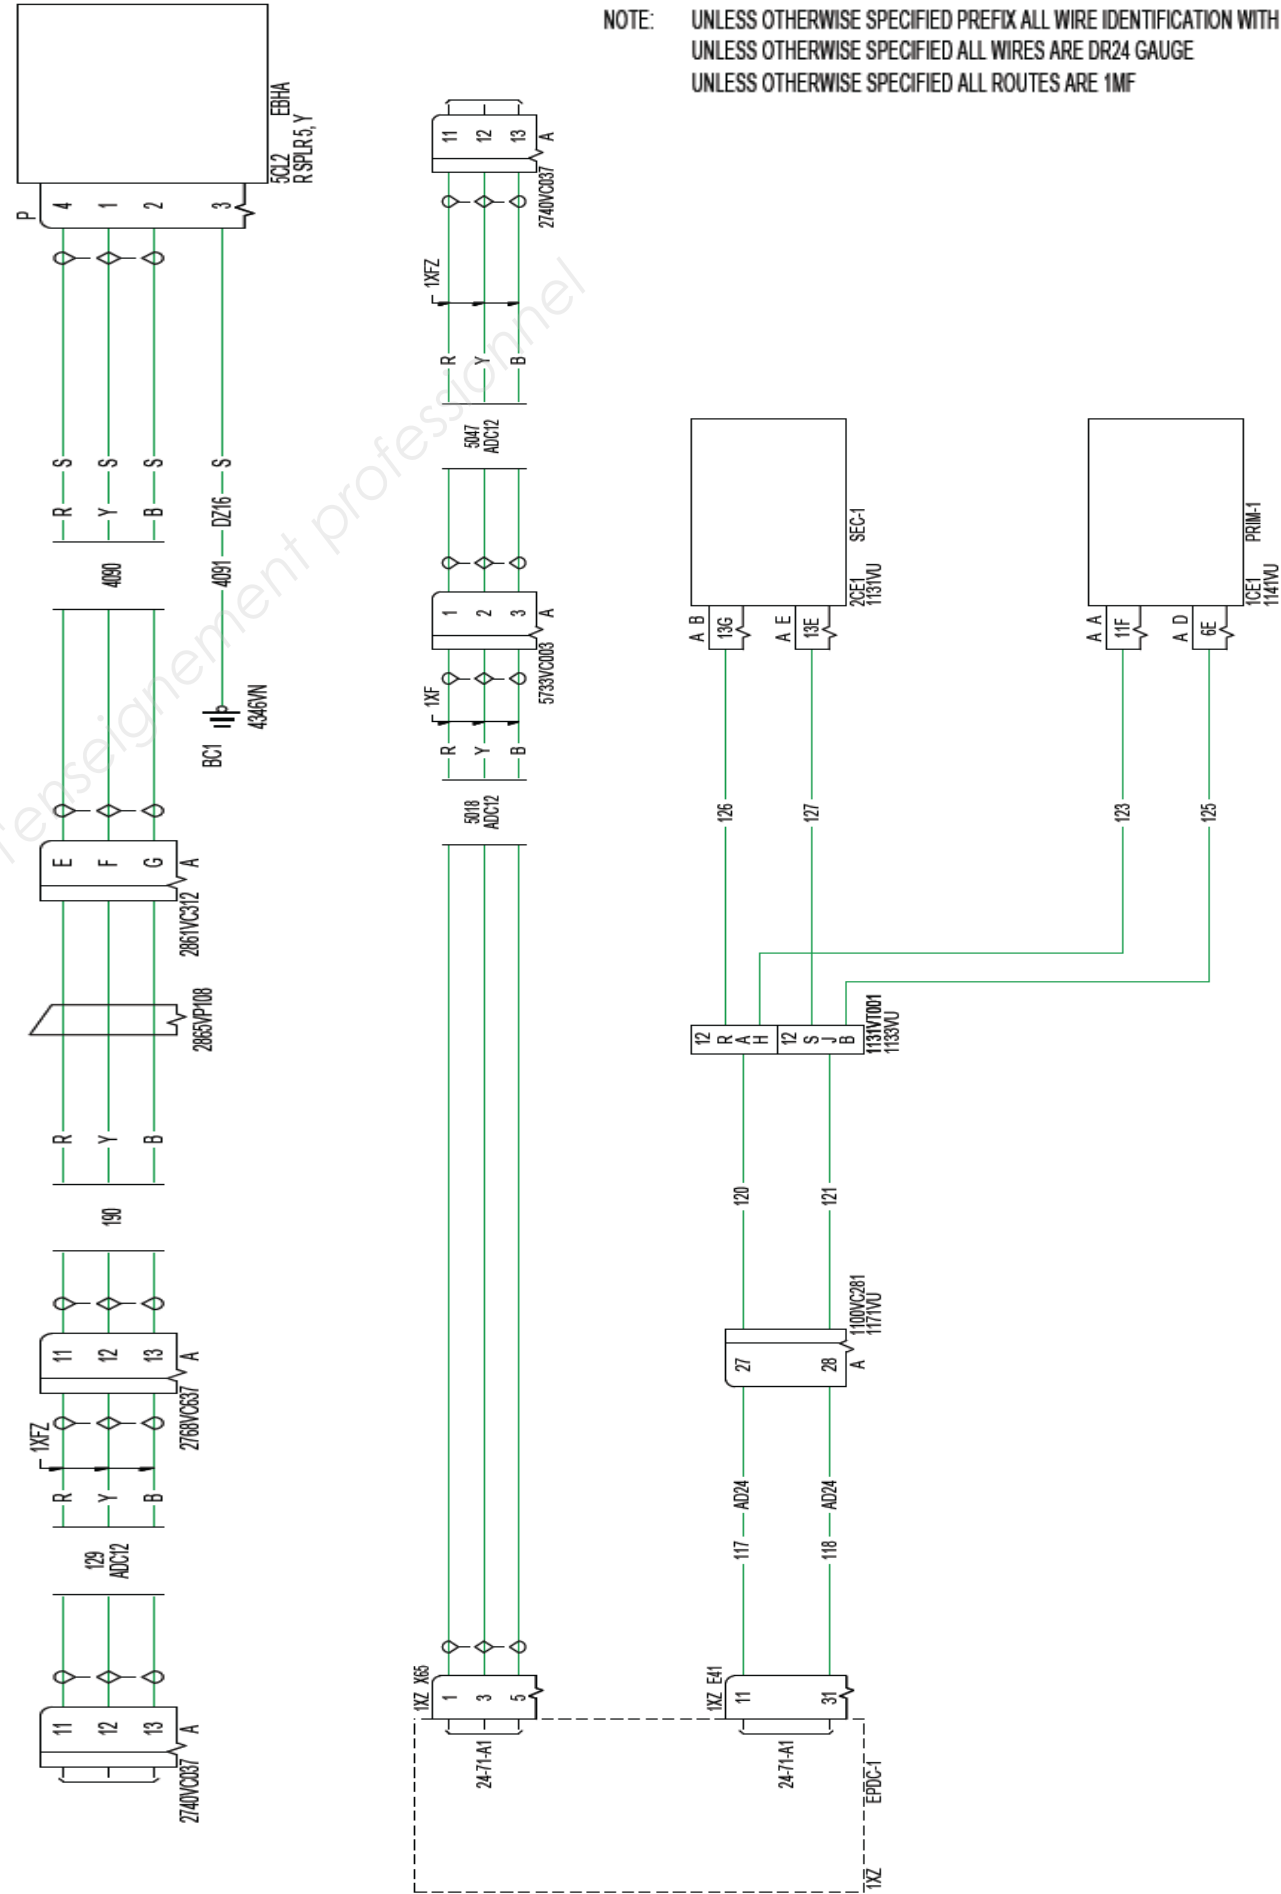 NOTE: UNLESS OTHERWISE SPECIFIED PREFIX ALL WIRE IDENTIFICATION WITH
UNLESS OTHERWISE SPECIFIED ALL WIRES ARE DR24 GAUGE
UNLESS OTHERWISE SPECIFIED ALL ROUTES ARE 1MF
5CL2 EBHA
R SPLR 5, Y
P
4 1 2 3
R S
Y S
B S
4090
4091 DZ16 S
BC1
4346VN
E F G
A
2861VC312
2865VP108
R Y B
190
11 12 13
A
2768VC637
1XFZ
R Y B
129
ADC12
11 12 13
A
2740VC037
11 12 13
A
2740VC037
1XFZ
R Y B
5047
ADC12
1 2 3
A
5733VC003
1XF
R Y B
5018
ADC12
1XZ X65
1 3 5
24-71-A1
SEC-1
2CE1
1131VU
A B
13G
A E
13E
PRIM-1
1CE1
1141VU
A A
11F
A D
6E
126
127
123
125
12 R A H
12 S J B
1131VT001
1133VU
120
121
1100VC281
1171VU
27 28
A
117 AD24
118 AD24
1XZ E41
11 31
24-71-A1
1XZ EPDC-1
l'enseignement professionnel